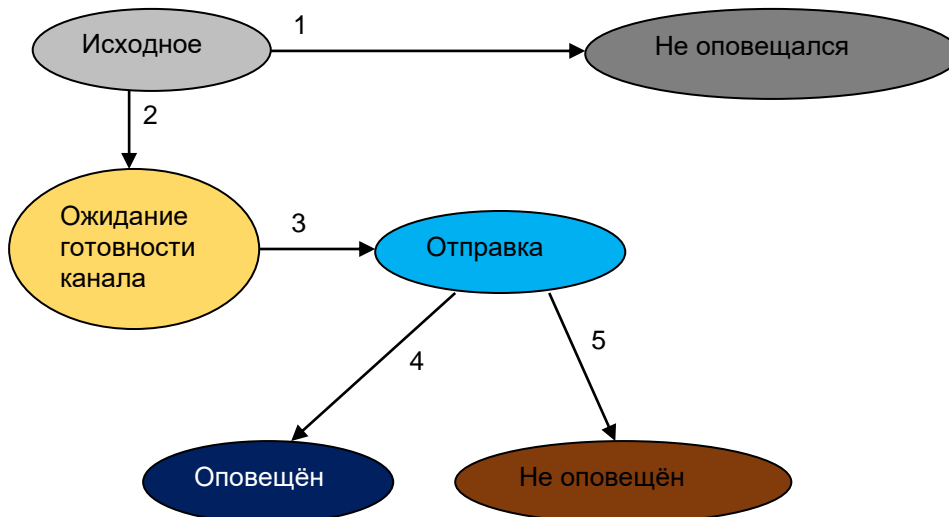 1
Исходное
Не оповещался
2
Ожидание
готовности
канала
3
Отправка
4
5
Оповещён
Не оповещён